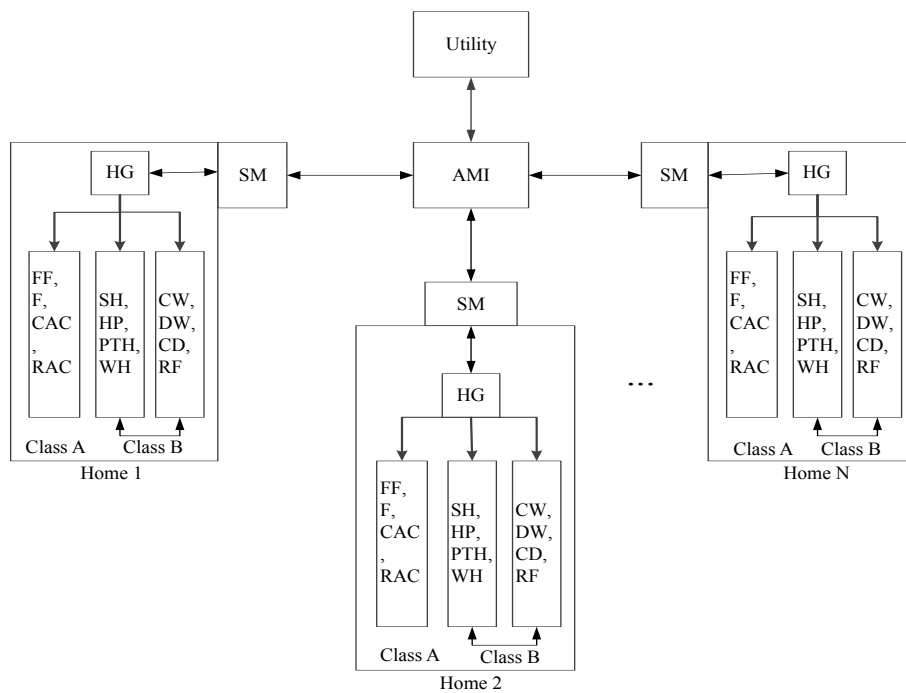 Utility
HG
SM
AMI
SM
HG
FF,
F,
CAC
,
RAC
SH,
HP,
PTH,
WH
CW,
DW,
CD,
RF
Class A
Class B
Home 1
SM
HG
FF,
F,
CAC
,
RAC
SH,
HP,
PTH,
WH
CW,
DW,
CD,
RF
Class A
Class B
Home 2
...
FF,
F,
CAC
,
RAC
SH,
HP,
PTH,
WH
CW,
DW,
CD,
RF
Class A
Class B
Home N